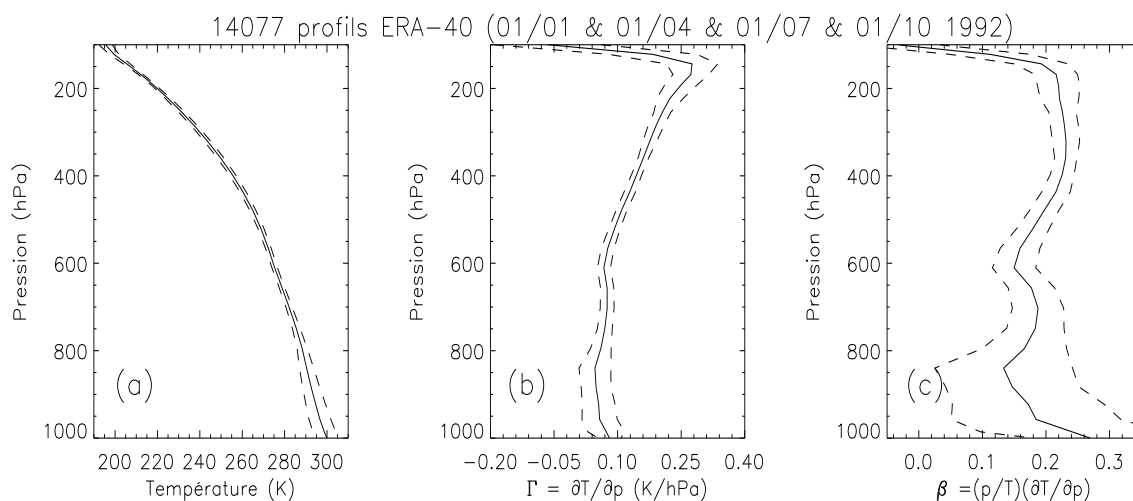 14077 profils ERA-40 (01/01 & 01/04 & 01/07 & 01/10 1992)
Pression (hPa)
200
400
600
800
1000
(a)
200 220 240 260 280 300
Température (K)
Pression (hPa)
200
400
600
800
1000
(b)
-0.20 -0.05 0.10 0.25 0.40
Γ = ∂T/∂p (K/hPa)
Pression (hPa)
200
400
600
800
1000
(c)
0.0 0.1 0.2 0.3
β =(p/T)(∂T/∂p)